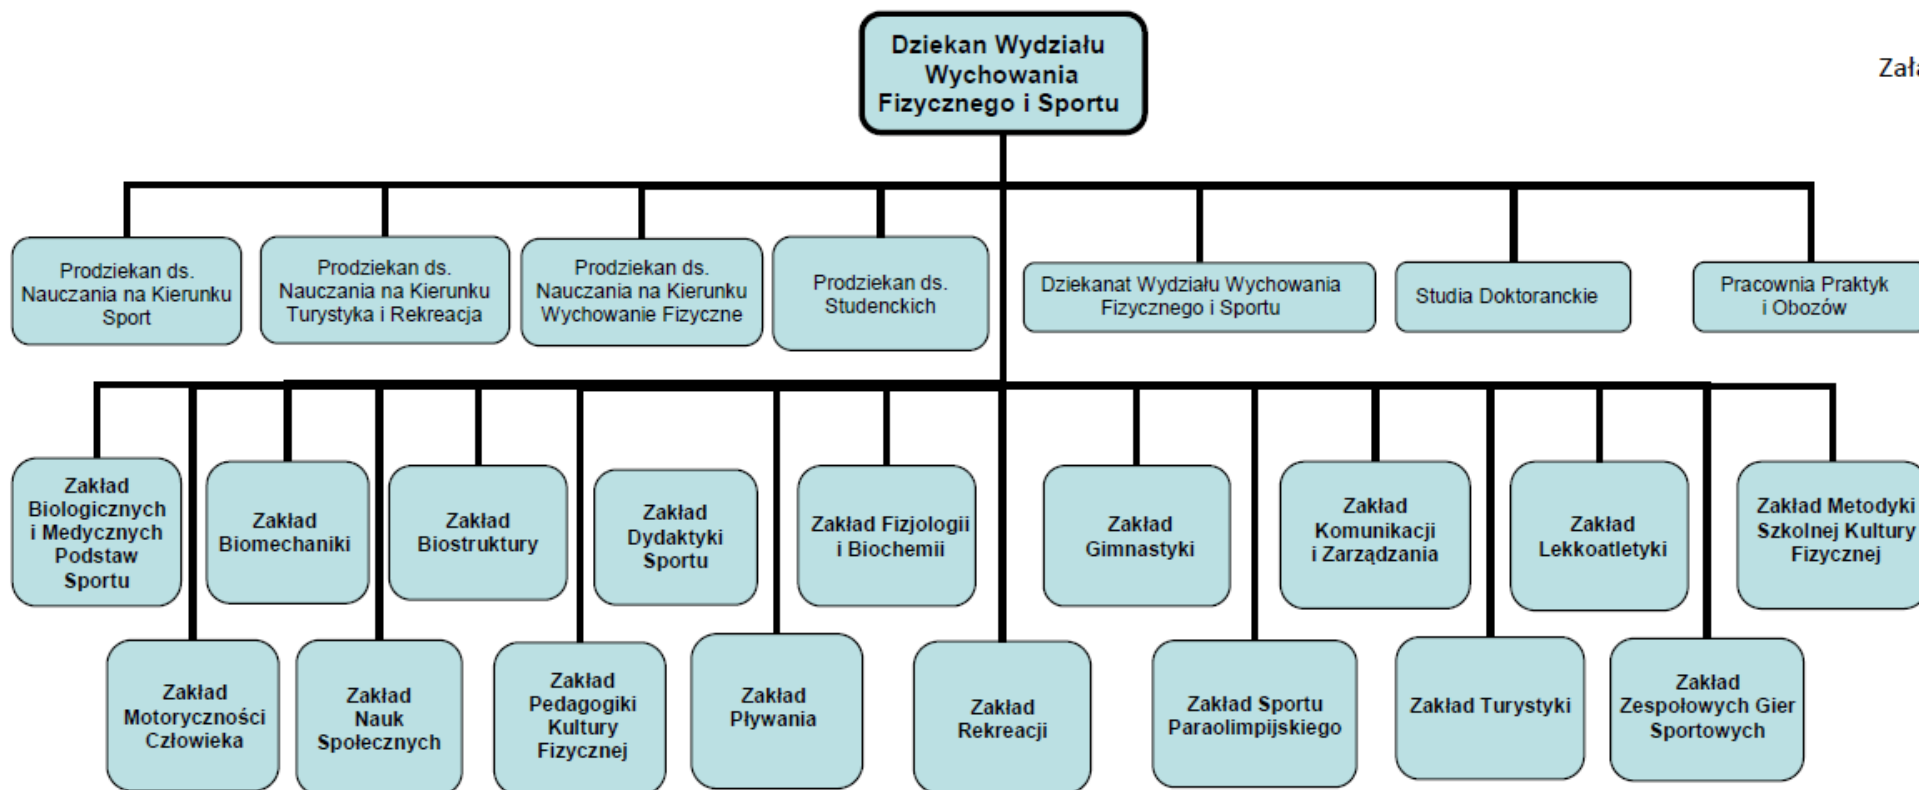 Dziekan Wydziału
Wychowania
Fizycznego i Sportu
Prodziekan ds.
Nauczania na Kierunku
Sport
Prodziekan ds.
Nauczania na Kierunku
Turystyka i Rekreacja
Prodziekan ds.
Nauczania na Kierunku
Wychowanie Fizyczne
Prodziekan ds.
Studenckich
Dziekanat Wydziału Wychowania
Fizycznego i Sportu
Studia Doktoranckie
Pracownia Praktyk
i Obozów
Zakład
Biologicznych
i Medycznych
Podstaw
Sportu
Zakład
Biomechaniki
Zakład
Biostruktury
Zakład
Dydaktyki
Sportu
Zakład Fizjologii
i Biochemii
Zakład
Gimnastyki
Zakład
Komunikacji
i Zarządzania
Zakład
Lekkoatletyki
Zakład Metodyki
Szkolnej Kultury
Fizycznej
Zakład
Motoryczności
Człowieka
Zakład
Nauk
Społecznych
Zakład
Pedagogiki
Kultury
Fizycznej
Zakład
Pływania
Zakład
Rekreacji
Zakład Sportu
Paraolimpijskiego
Zakład Turystyki
Zakład
Zespołowych Gier
Sportowych